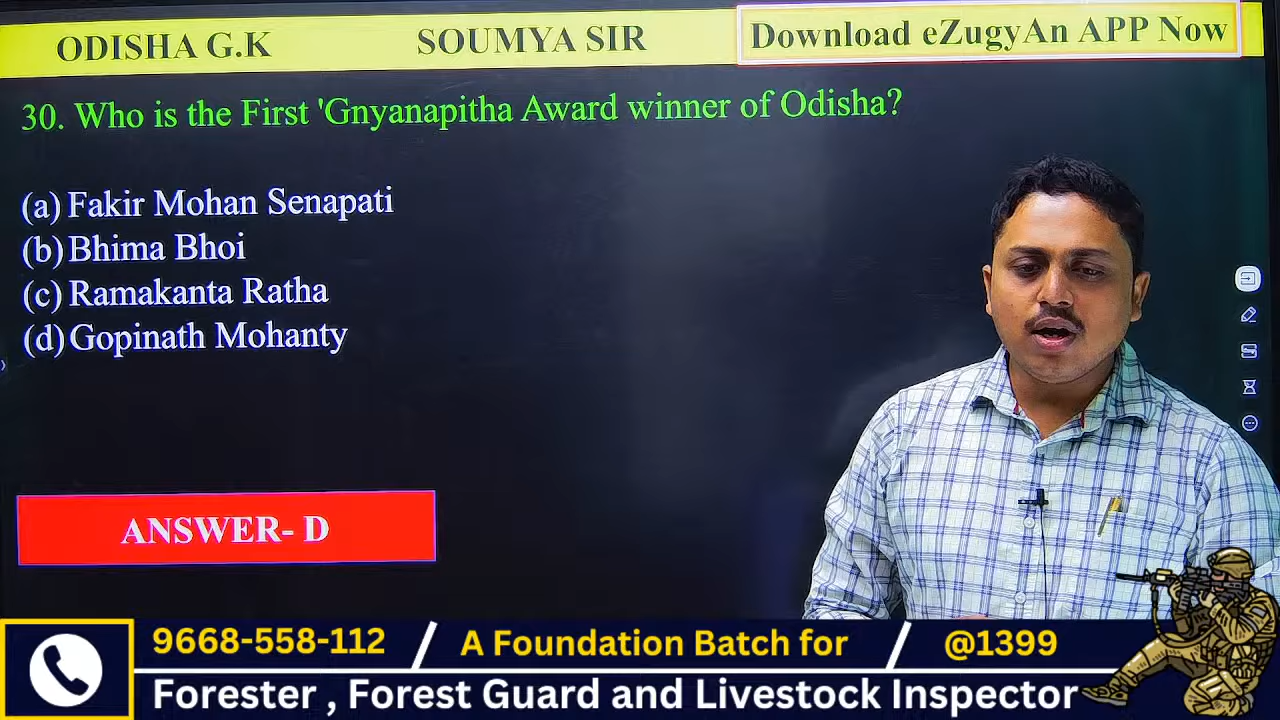 ODISHA G.K SOUMYA SIR Download eZugyAn APP Now
30. Who is the First 'Gnyanapitha Award winner of Odisha?
(a) Fakir Mohan Senapati
(b) Bhima Bhoi
(c) Ramakanta Ratha
(d) Gopinath Mohanty
ANSWER- D
9668-558-112 / A Foundation Batch for / @1399
Forester , Forest Guard and Livestock Inspector